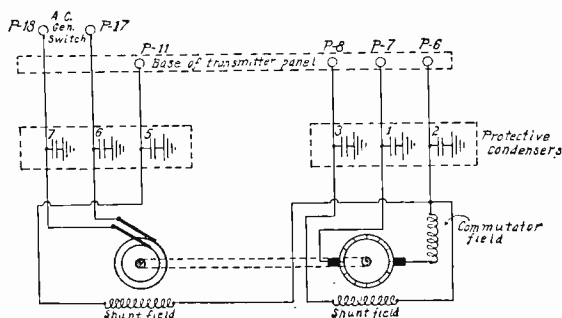 P-18
A.C.
Gen.
Switch
P-17
P-11
P-8
P-7
P-6
Base of transmitter panel
7
6
5
3
1
2
Protective
condensers
Commutator
field
Shunt field
Shunt field